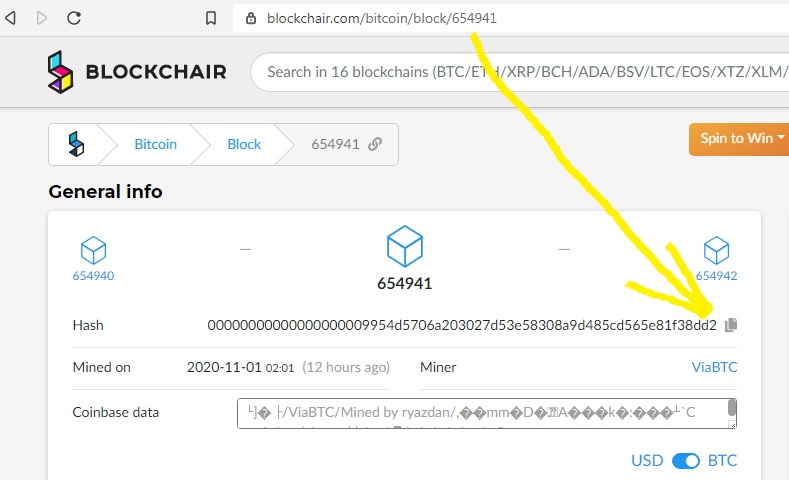 blockchair.com/bitcoin/block/654941
BLOCKCHAIR
Search in 16 blockchains (BTC/ETH/XRP/BCH/ADA/BSV/LTC/EOS/XTZ/XLM/
Bitcoin Block 654941
Spin to Win
General info
654940 654941 654942
Hash 00000000000000000009954d5706a203027d53e58308a9d485cd565e81f38dd2
Mined on 2020-11-01 02:01 (12 hours ago) Miner ViaBTC
Coinbase data /ViaBTC/Mined by ryazdan/
USD BTC